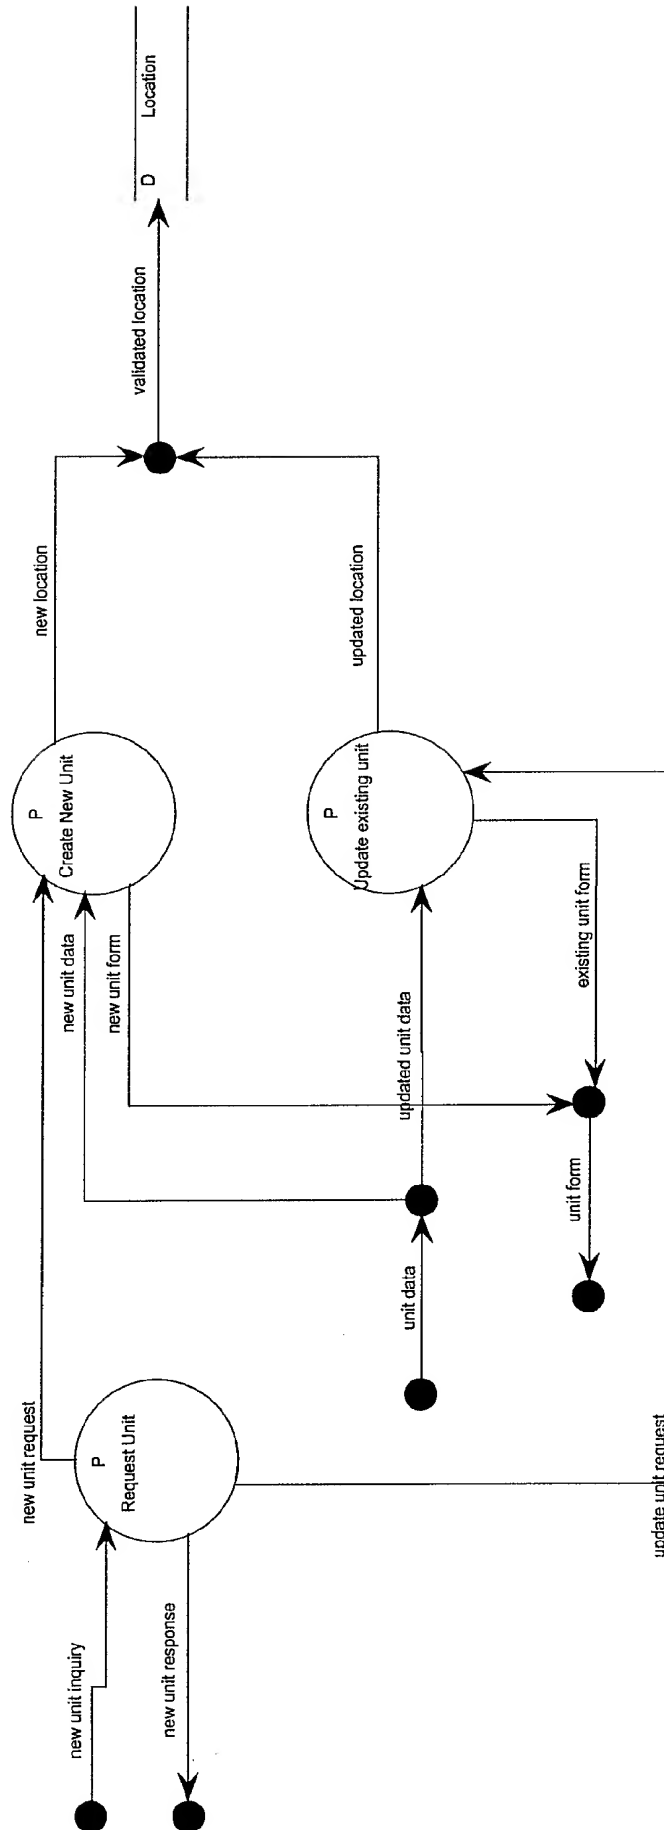 D Location
validated location
new location
updated location
P
Create New Unit
P
Update existing unit
new unit data
new unit form
updated unit data
existing unit form
unit form
unit data
new unit request
P
Request Unit
update unit request
new unit inquiry
new unit response